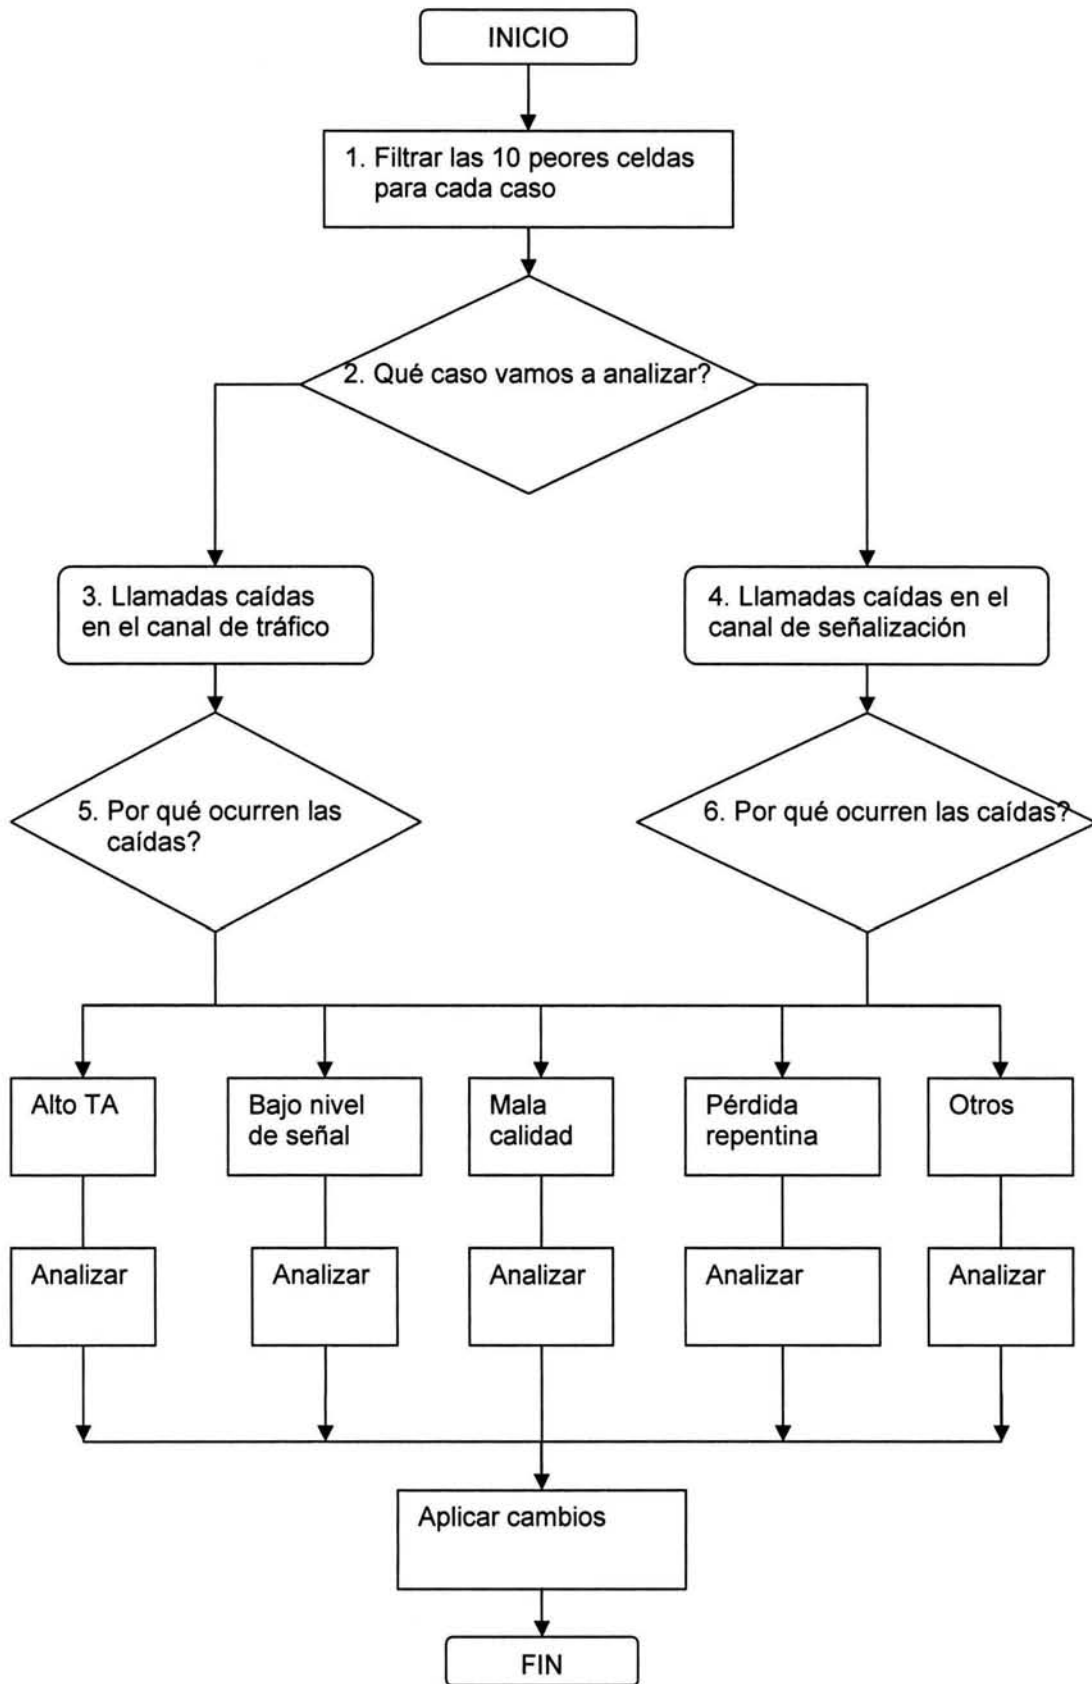 INICIO
1. Filtrar las 10 peores celdas
para cada caso
2. Qué caso vamos a analizar?
3. Llamadas caídas
en el canal de tráfico
4. Llamadas caídas en el
canal de señalización
5. Por qué ocurren las
caídas?
6. Por qué ocurren las caídas?
Alto TA
Bajo nivel
de señal
Mala
calidad
Pérdida
repentina
Otros
Analizar
Analizar
Analizar
Analizar
Analizar
Aplicar cambios
FIN